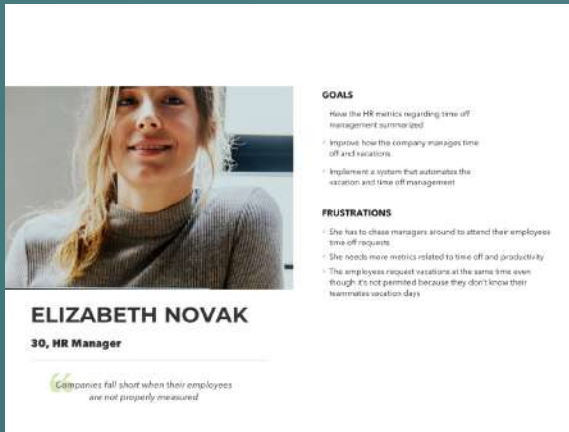 GOALS
Have the HR metrics regarding time off
management summarized
Improve how the company manages time
off and vacations
Implement a system that automates the
vacation and time off management
FRUSTRATIONS
She has to chase managers around to attend their employees
time off requests
She needs more metrics related to time off and productivity
The employees request vacations at the same time even
though it's not permitted because they don't know their
teammates vacation days
ELIZABETH NOVAK
30, HR Manager
“
Companies fall short when their employees
are not properly measured